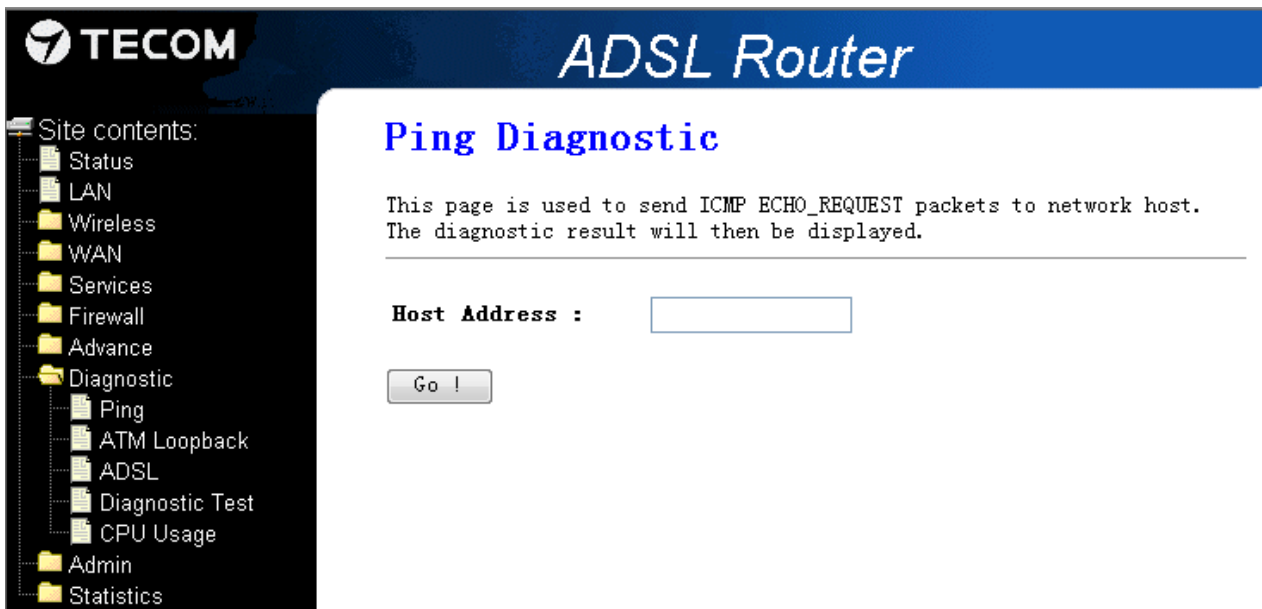 TECOM
ADSL Router
Site contents:
Status
LAN
Wireless
WAN
Services
Firewall
Advance
Diagnostic
Ping
ATM Loopback
ADSL
Diagnostic Test
CPU Usage
Admin
Statistics
Ping Diagnostic
This page is used to send ICMP ECHO_REQUEST packets to network host.
The diagnostic result will then be displayed.
Host Address :
Go !